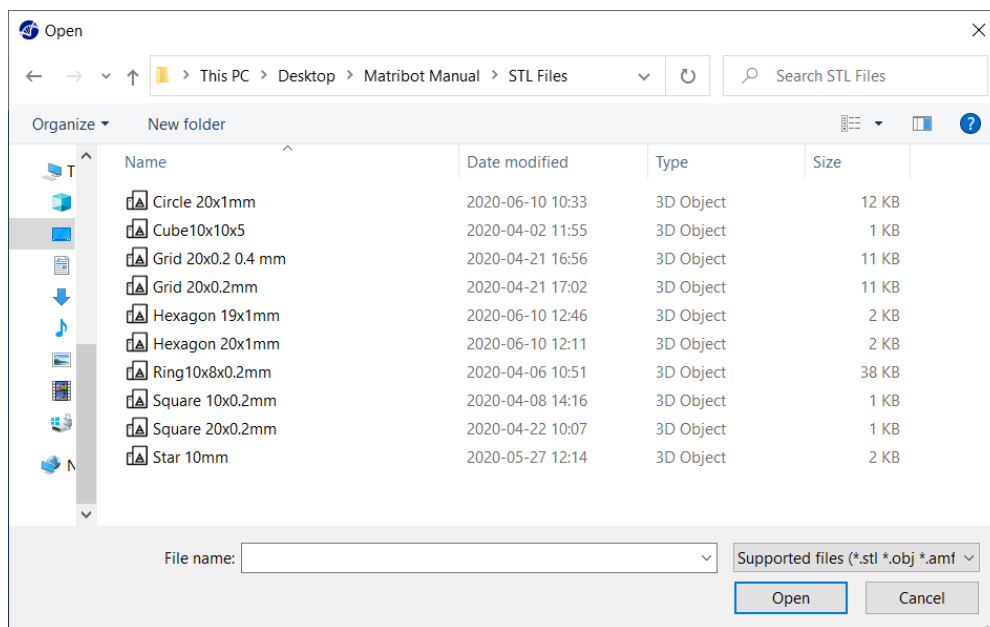 Open
This PC > Desktop > Matribot Manual > STL Files
Search STL Files
Organize New folder ?
Name Date modified Type Size
T
N
Circle 20x1mm 2020-06-10 10:33 3D Object 12 KB
Cube10x10x5 2020-04-02 11:55 3D Object 1 KB
Grid 20x0.2 0.4 mm 2020-04-21 16:56 3D Object 11 KB
Grid 20x0.2mm 2020-04-21 17:02 3D Object 11 KB
Hexagon 19x1mm 2020-06-10 12:46 3D Object 2 KB
Hexagon 20x1mm 2020-06-10 12:11 3D Object 2 KB
Ring10x8x0.2mm 2020-04-06 10:51 3D Object 38 KB
Square 10x0.2mm 2020-04-08 14:16 3D Object 1 KB
Square 20x0.2mm 2020-04-22 10:07 3D Object 1 KB
Star 10mm 2020-05-27 12:14 3D Object 2 KB
File name: Supported files (*.stl *.obj *.amf
Open Cancel